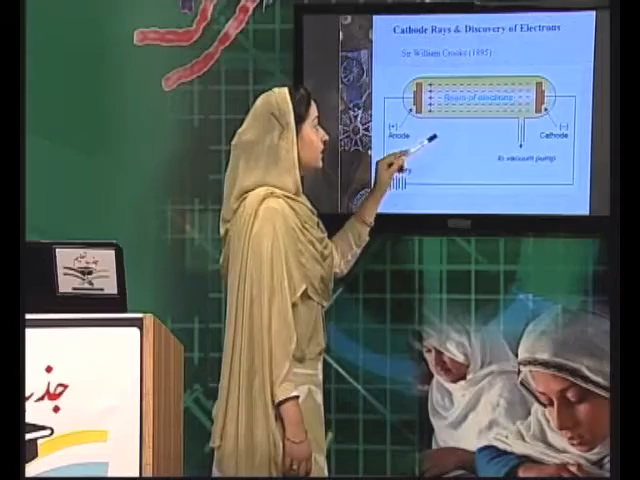 Cathode Rays & Discovery of Electrons
Sir William Crooks (1895)
Beam of electrons
(+)
Anode
(−)
Cathode
to vacuum pump